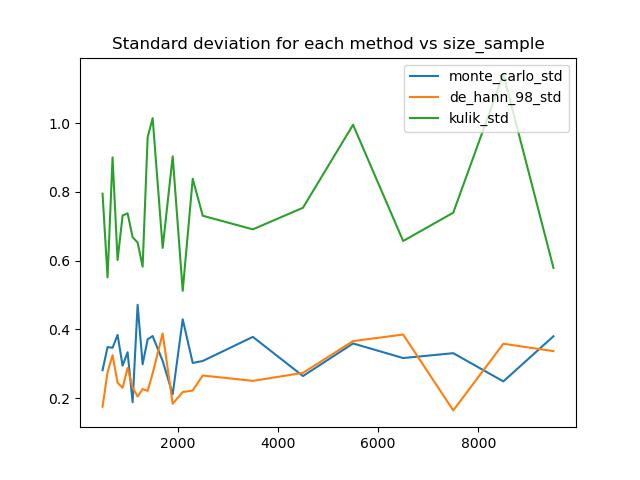 Standard deviation for each method vs size_sample
monte_carlo_std
de_hann_98_std
kulik_std
1.0
0.8
0.6
0.4
0.2
2000 4000 6000 8000